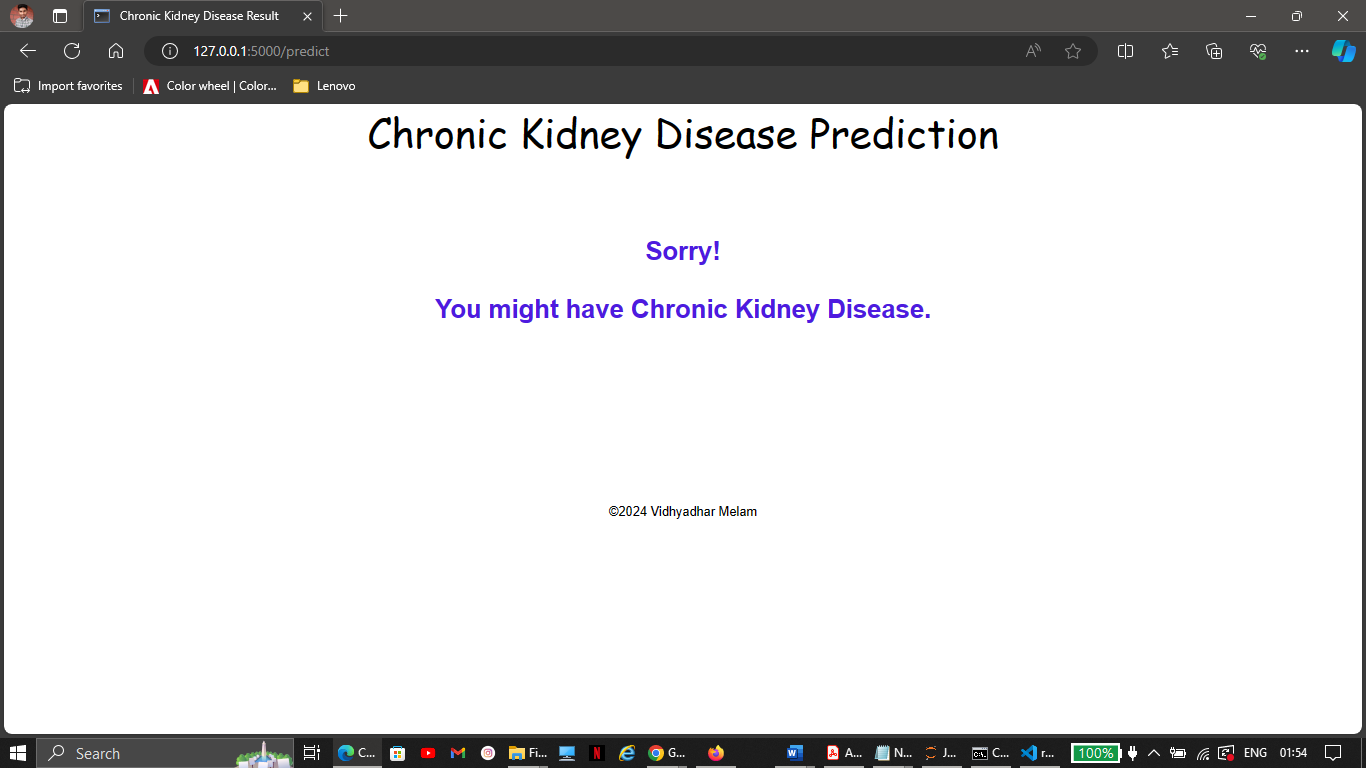 Chronic Kidney Disease Result
127.0.0.1:5000/predict
Import favorites
Color wheel | Color...
Lenovo
Chronic Kidney Disease Prediction
Sorry!
You might have Chronic Kidney Disease.
©2024 Vidhyadhar Melam
Search
C...
Fi...
G...
A...
N...
J...
C...
r...
100%
ENG
01:54